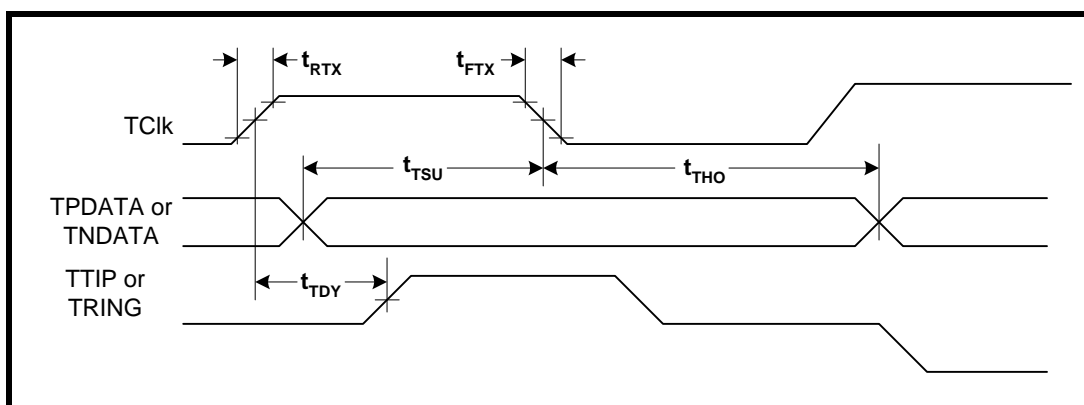 tRTX
tFTX
TClk
tTSU
tTHO
TPDATA or
TNDATA
TTIP or
TRING
tTDY